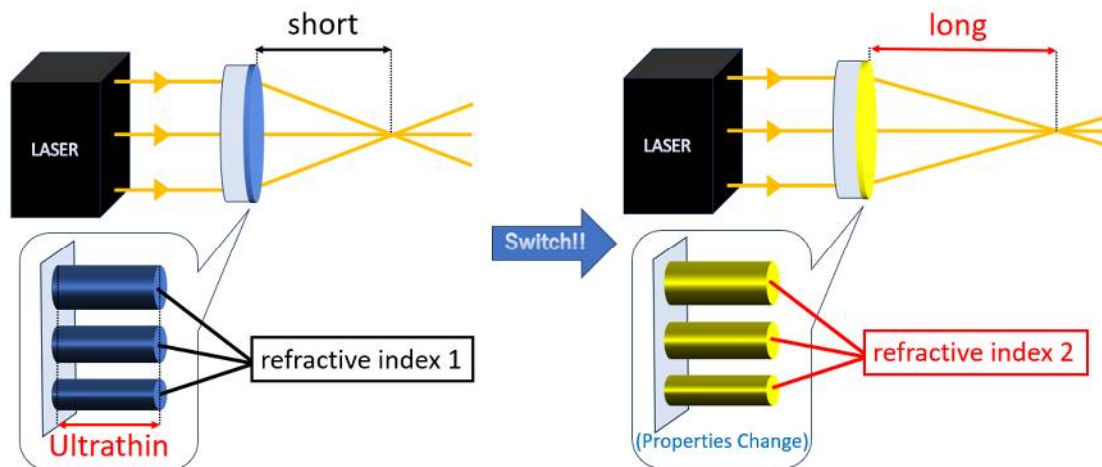 short
LASER
refractive index 1
Ultrathin
Switch!!
long
LASER
refractive index 2
(Properties Change)